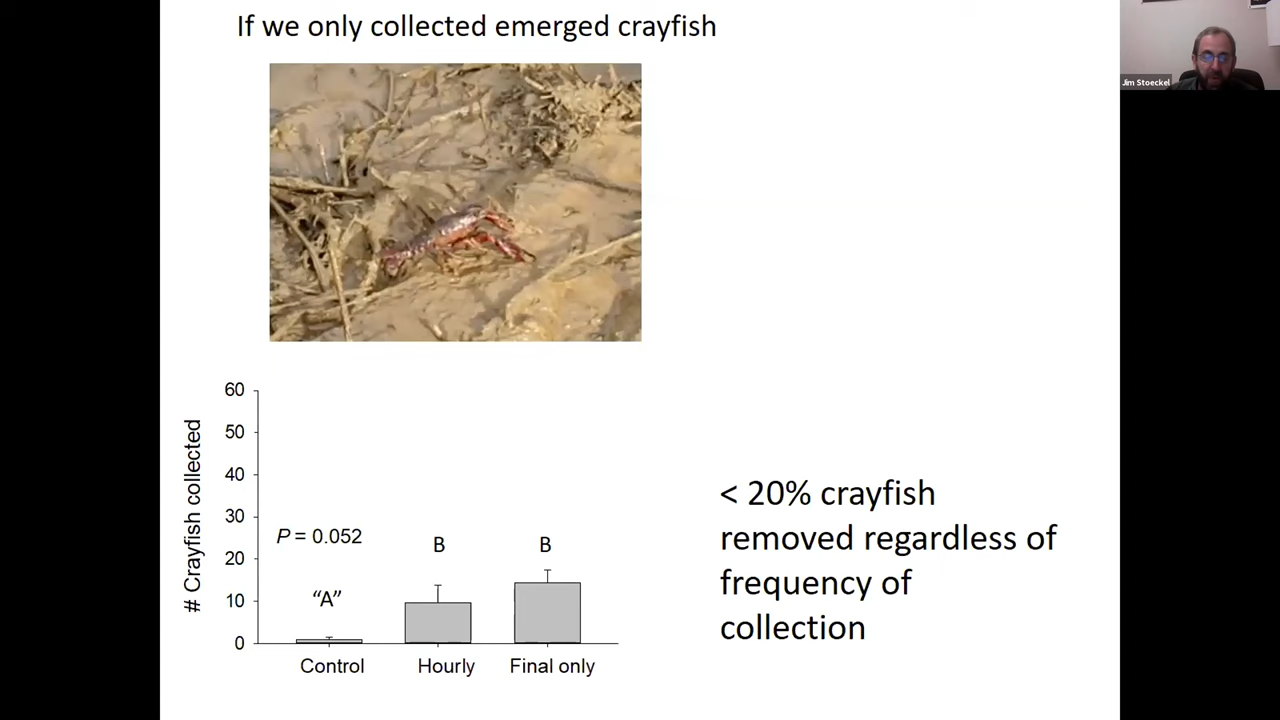 If we only collected emerged crayfish
Jim Stoeckel
60
50
40
30
20
10
0
# Crayfish collected
P = 0.052
“A”
B
B
Control
Hourly
Final only
< 20% crayfish
removed regardless of
frequency of
collection